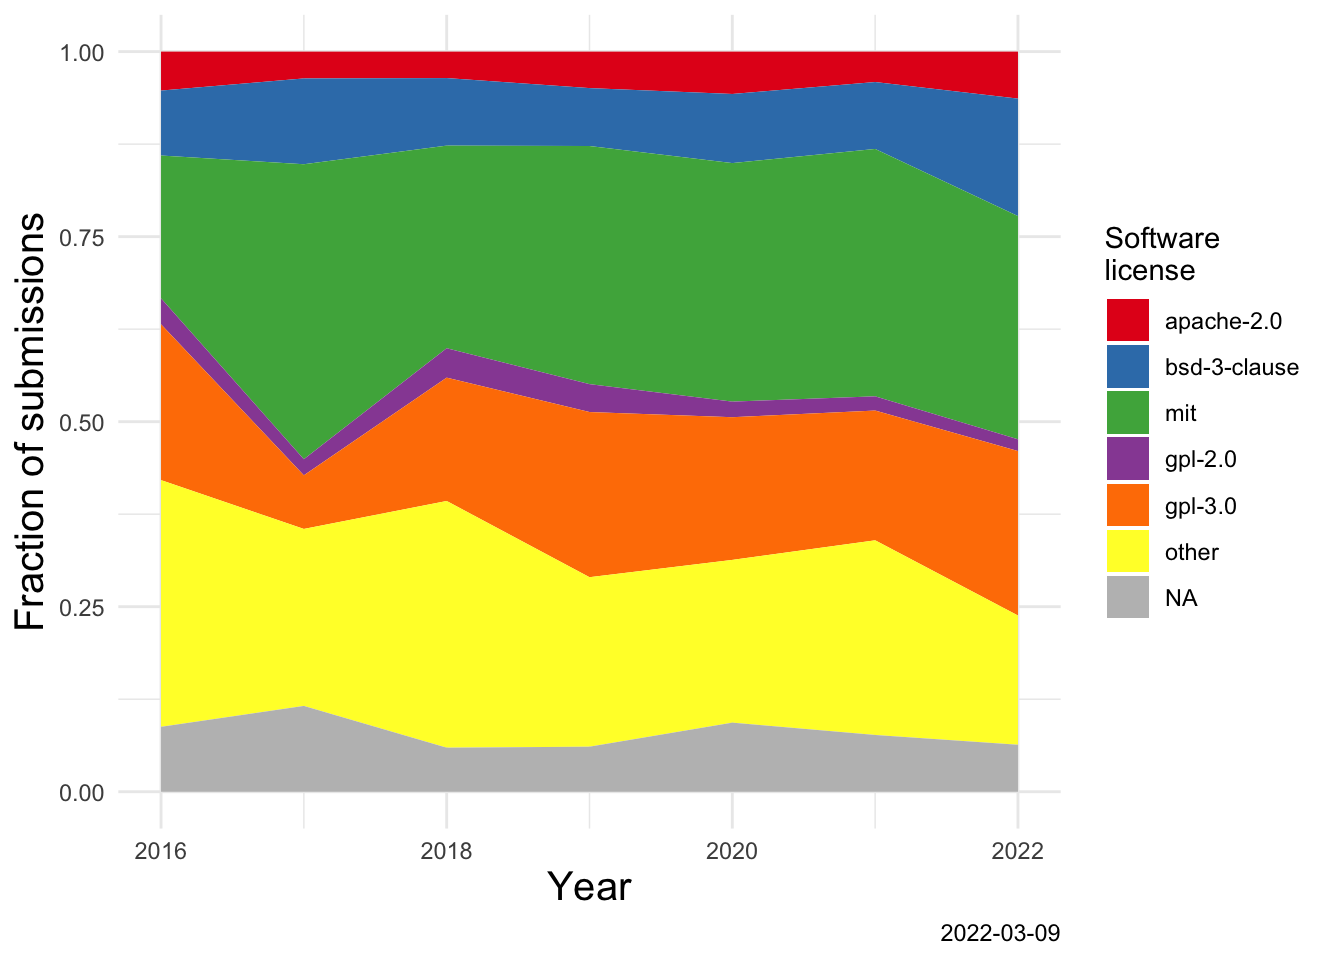 1.00
0.75
0.50
0.25
0.00
Fraction of submissions
2016
2018
2020
2022
Year
Software
license
apache-2.0
bsd-3-clause
mit
gpl-2.0
gpl-3.0
other
NA
2022-03-09